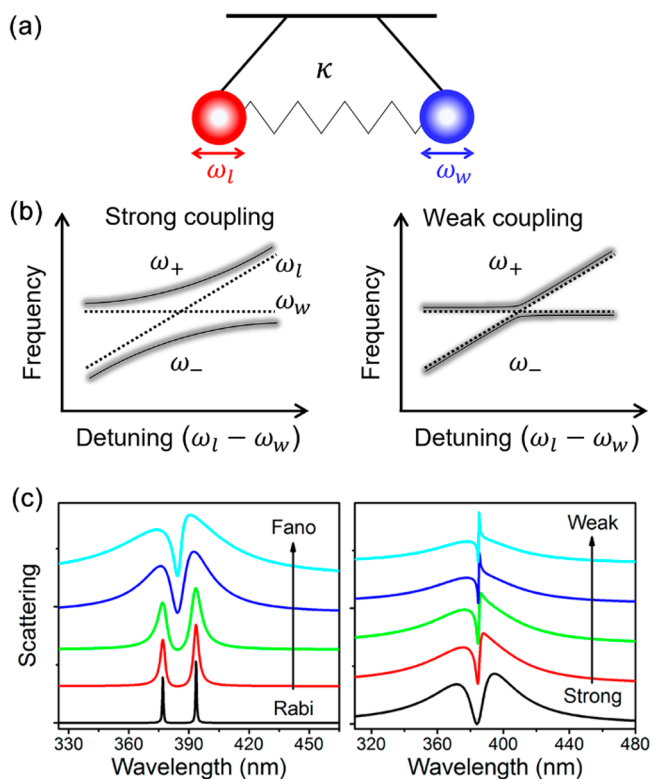 (a)
κ
ω_l
ω_w
(b)
Strong coupling
ω_+
ω_l
ω_w
ω_−
Frequency
Detuning (ω_l − ω_w)
Weak coupling
ω_+
ω_−
Frequency
Detuning (ω_l − ω_w)
(c)
Fano
Rabi
Scattering
330 360 390 420 450
Wavelength (nm)
Weak
Strong
320 360 400 440 480
Wavelength (nm)